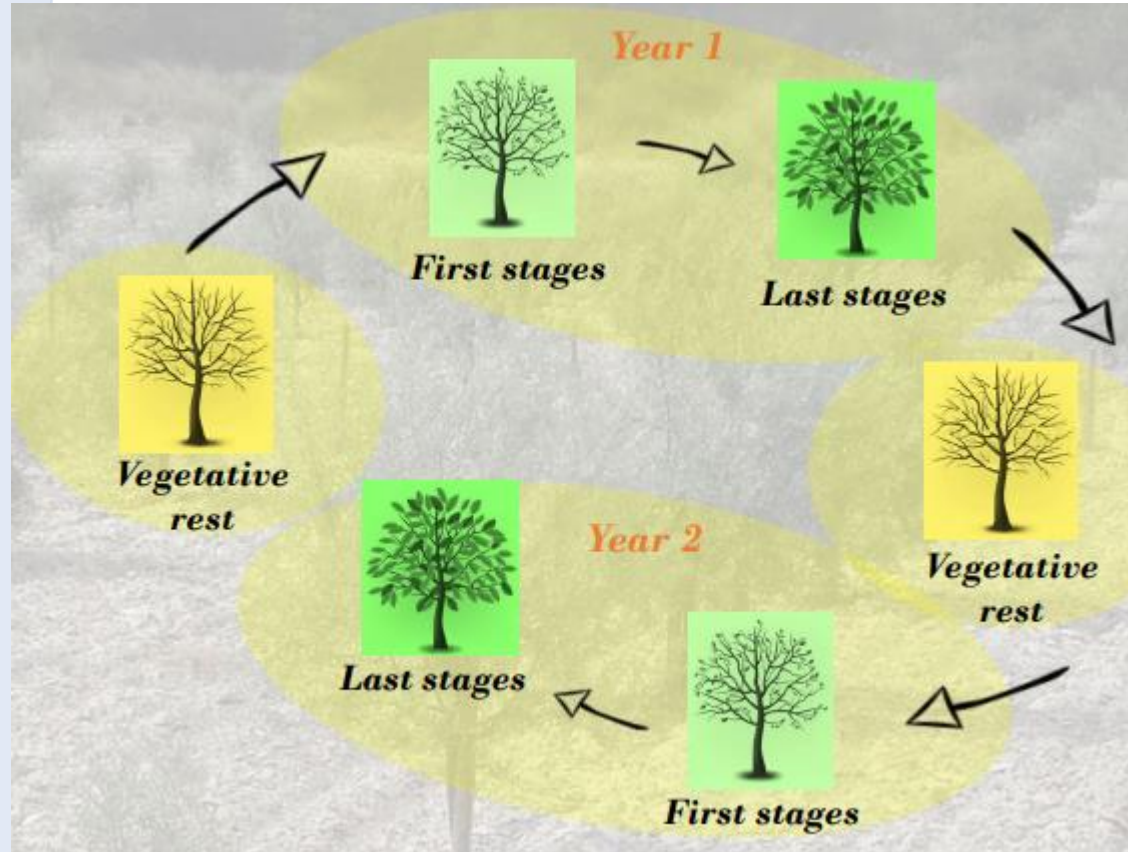 Year 1
First stages
Last stages
Vegetative
rest
Vegetative
rest
Year 2
Last stages
First stages